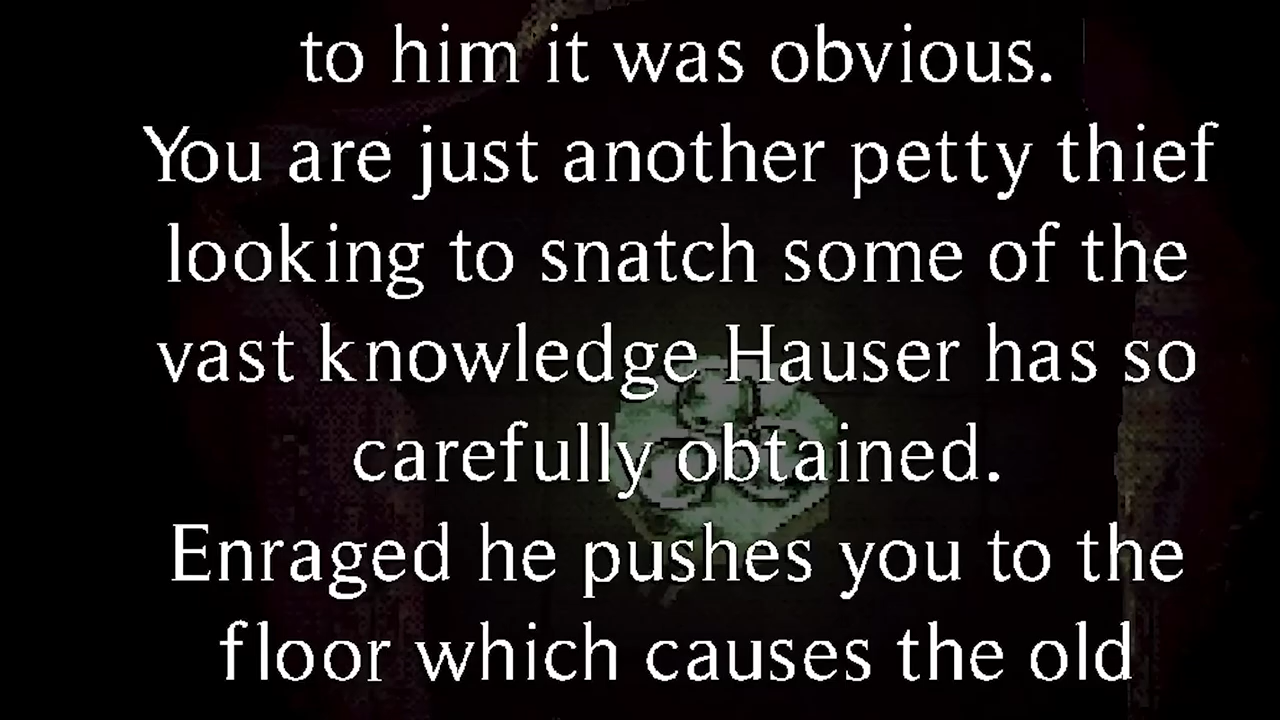 to him it was obvious.
You are just another petty thief
looking to snatch some of the
vast knowledge Hauser has so
carefully obtained.
Enraged he pushes you to the
floor which causes the old